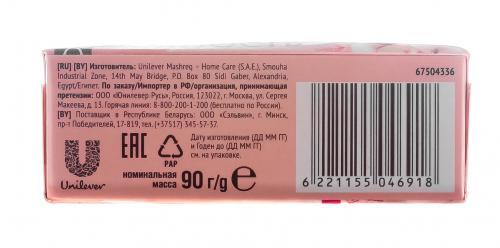 67504336
[RU] [BY] Изготовитель: Unilever Mashreq - Home Care (S.A.E.), Smouha
Industrial Zone, 14th May Bridge, P.O. Box 80 Sidi Gaber, Alexandria,
Egypt/Египет. По заказу/Импортер в РФ/организация, принимающая
претензии: ООО «Юнилевер Русь», Россия, 123022, г. Москва, ул. Сергея
Макеева, д.13. Горячая линия: 8-800-200-1-200 (бесплатно по России).
[BY] Поставщик в Республику Беларусь: ООО «Сэльвин», г. Минск,
пр-т Победителей, 17-819, тел. (+37517) 345-57-37.
Unilever
EAC
PAP
Дату изготовления (ДД ММ ГГ)
и Годен до (ДД ММ ГГ)
см. на упаковке.
номинальная
масса 90 г/g e
6 221155 046918